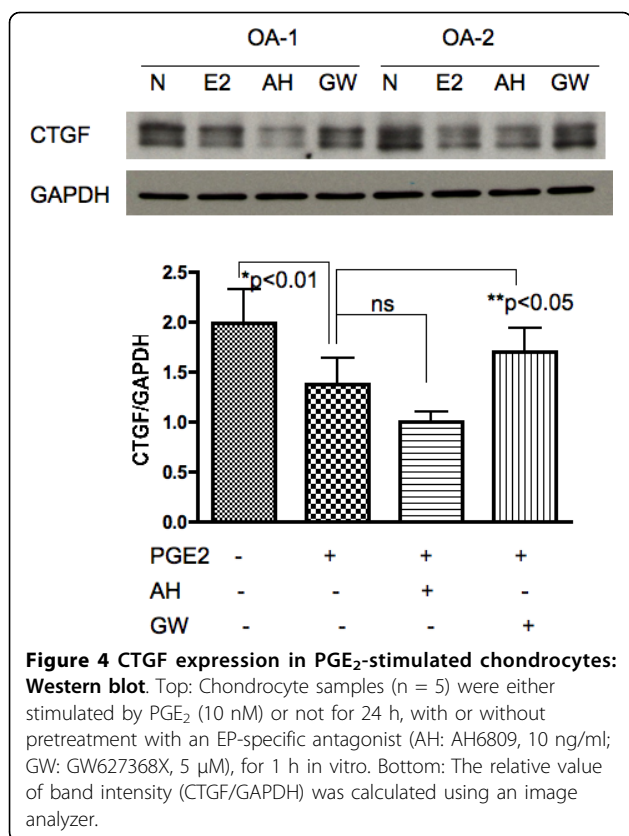 OA-1 OA-2
N E2 AH GW N E2 AH GW
CTGF
GAPDH
CTGF/GAPDH
2.5
2.0
1.5
1.0
0.5
0.0
*p<0.01
ns
**p<0.05
PGE2 - + + +
AH - - + -
GW - - - +
Figure 4 CTGF expression in PGE₂-stimulated chondrocytes:
Western blot. Top: Chondrocyte samples (n = 5) were either
stimulated by PGE₂ (10 nM) or not for 24 h, with or without
pretreatment with an EP-specific antagonist (AH: AH6809, 10 ng/ml;
GW: GW627368X, 5 μM), for 1 h in vitro. Bottom: The relative value
of band intensity (CTGF/GAPDH) was calculated using an image
analyzer.